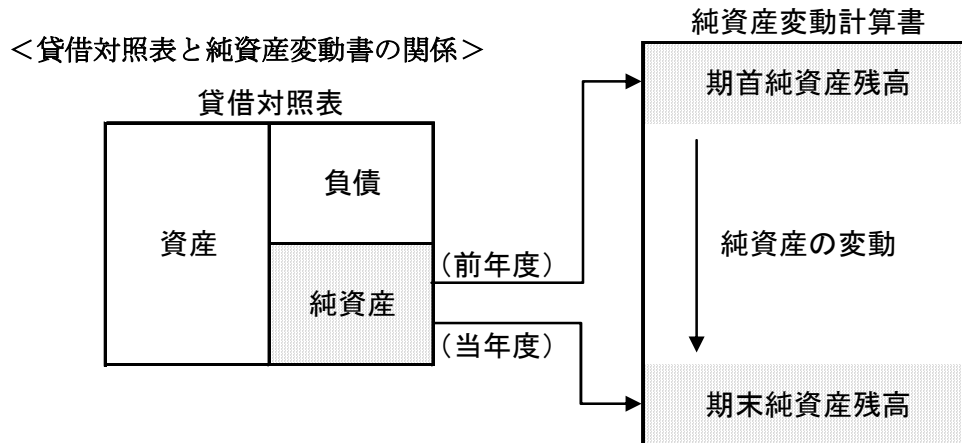 ＜貸借対照表と純資産変動書の関係＞
貸借対照表
資産
負債
純資産
（前年度）
（当年度）
純資産変動計算書
期首純資産残高
純資産の変動
期末純資産残高